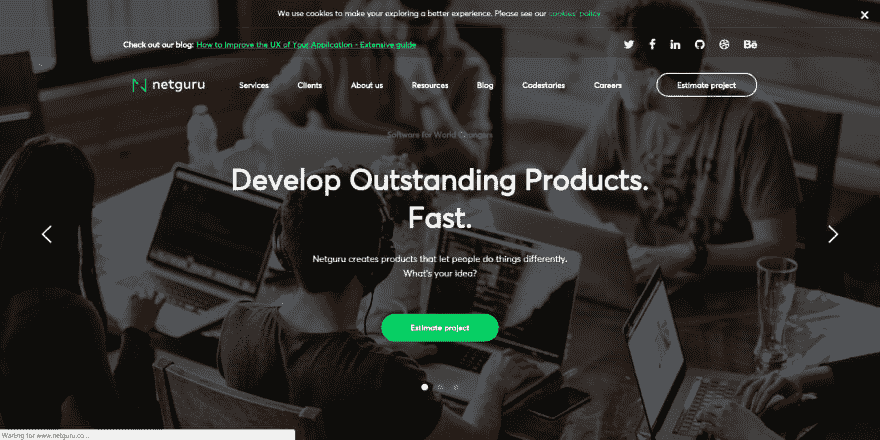 We use cookies to make your exploring a better experience. Please see our cookies' policy
Check out our blog: How to Improve the UX of Your Application - Extensive guide
netguru Services Clients About us Resources Blog Codestories Careers Estimate project
Software for World Changers
Develop Outstanding Products.
Fast.
Netguru creates products that let people do things differently.
What's your idea?
Estimate project
Waiting for www.netguru.co...